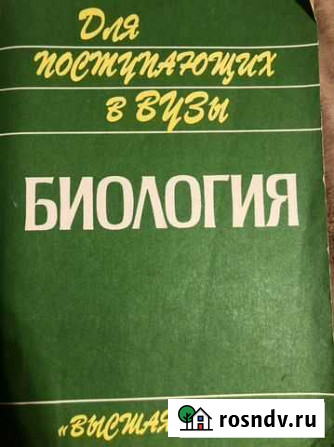 Для
поступающих
в вузы
БИОЛОГИЯ
«ВЫСШАЯ
rosndv.ru